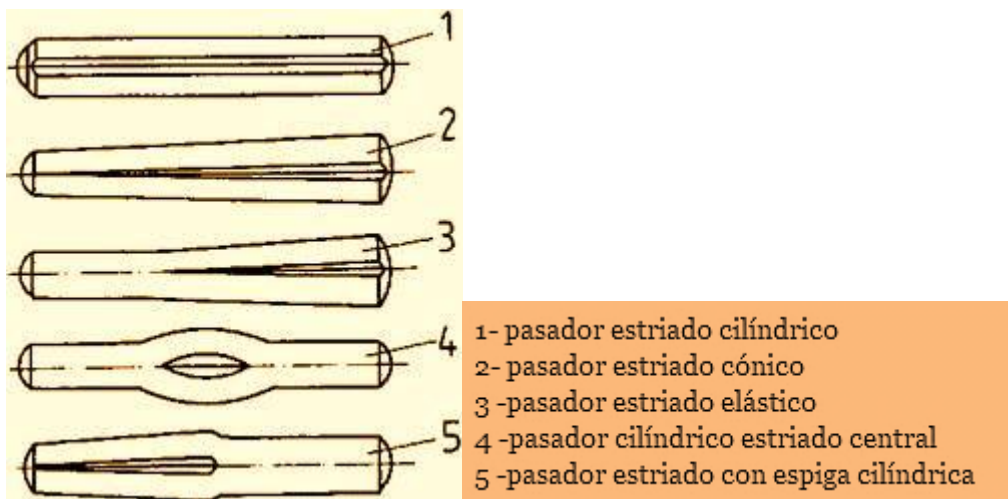 1
2
3
4
5
1- pasador estriado cilíndrico
2- pasador estriado cónico
3 -pasador estriado elástico
4 -pasador cilíndrico estriado central
5 -pasador estriado con espiga cilíndrica